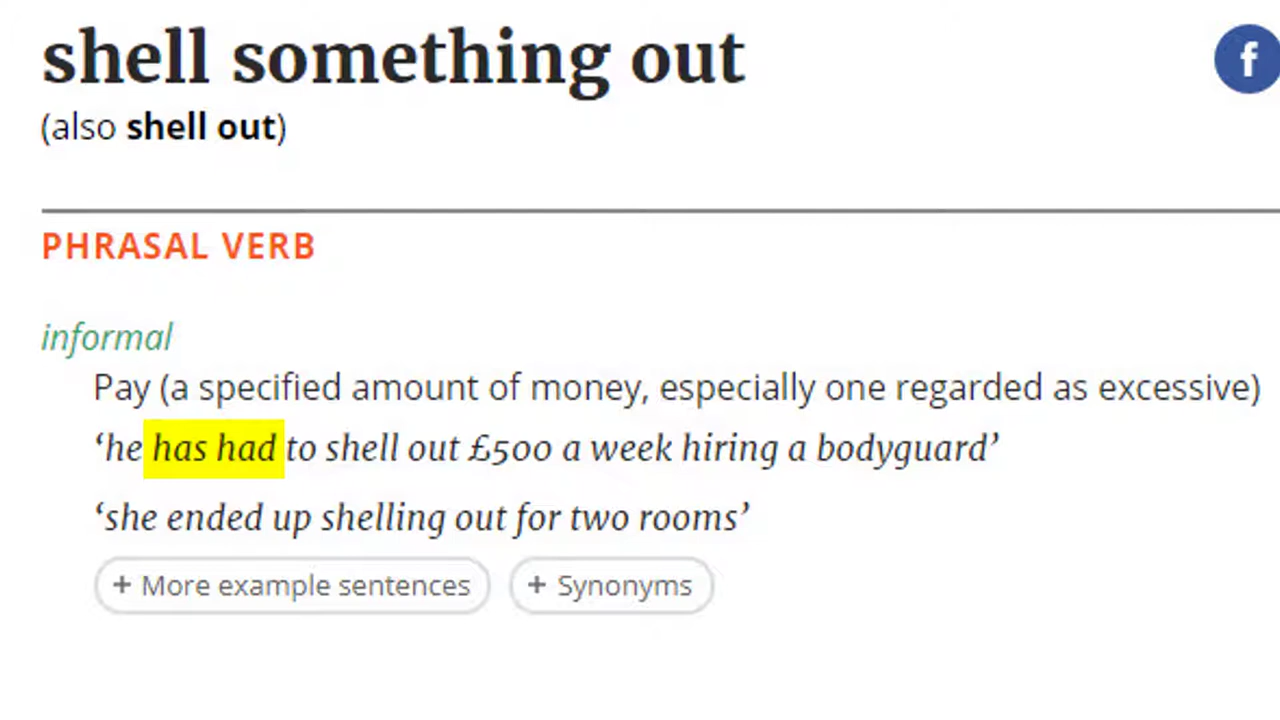 shell something out
f
(also shell out)
PHRASAL VERB
informal
Pay (a specified amount of money, especially one regarded as excessive)
‘he has had to shell out £500 a week hiring a bodyguard’
‘she ended up shelling out for two rooms’
+ More example sentences + Synonyms